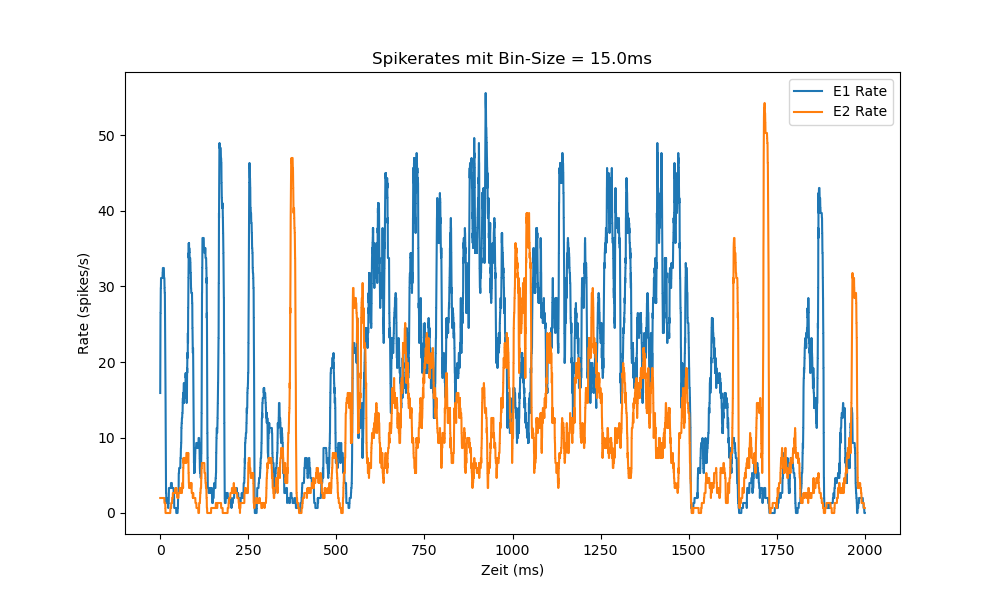 Spikerates mit Bin-Size = 15.0ms
E1 Rate
E2 Rate
Rate (spikes/s)
50
40
30
20
10
0
0 250 500 750 1000 1250 1500 1750 2000
Zeit (ms)